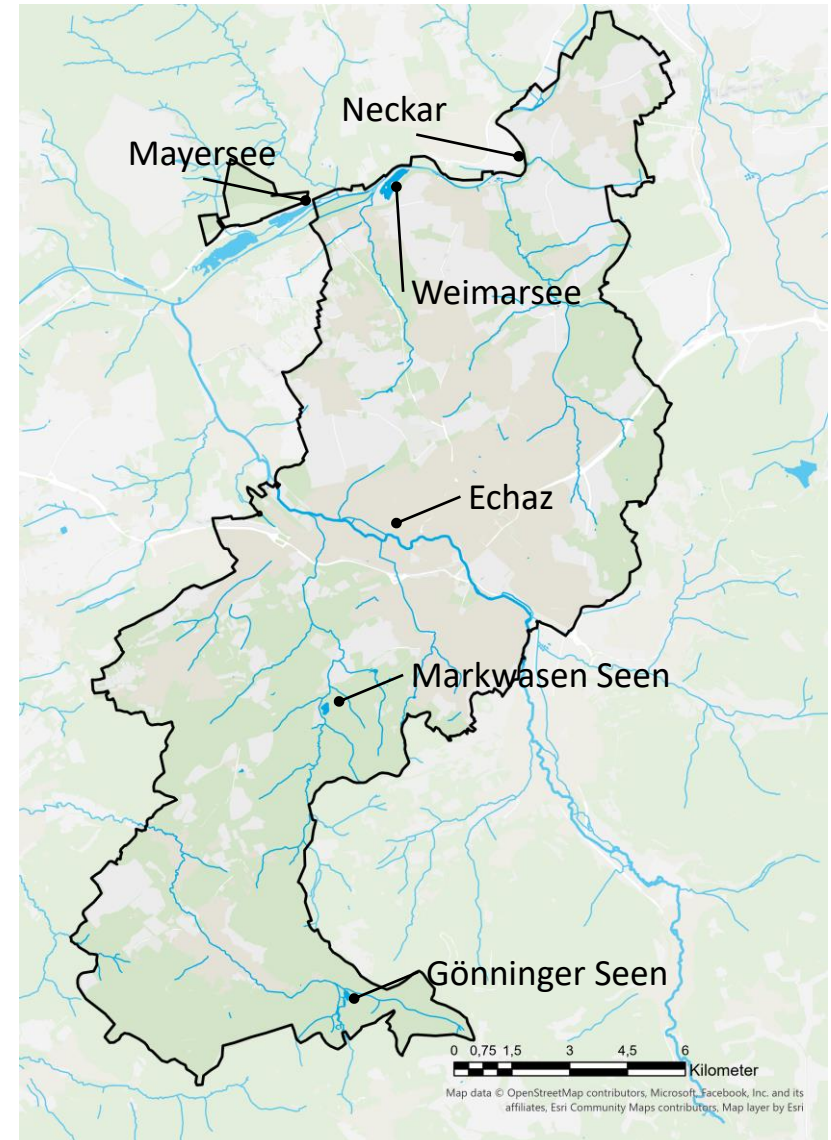 Neckar
Mayersee
Weimarsee
Echaz
Markwasen Seen
Gönninger Seen
0 0,75 1,5 3 4,5 6
Kilometer
Map data © OpenStreetMap contributors, Microsoft, Facebook, Inc. and its
affiliates, Esri Community Maps contributors, Map layer by Esri